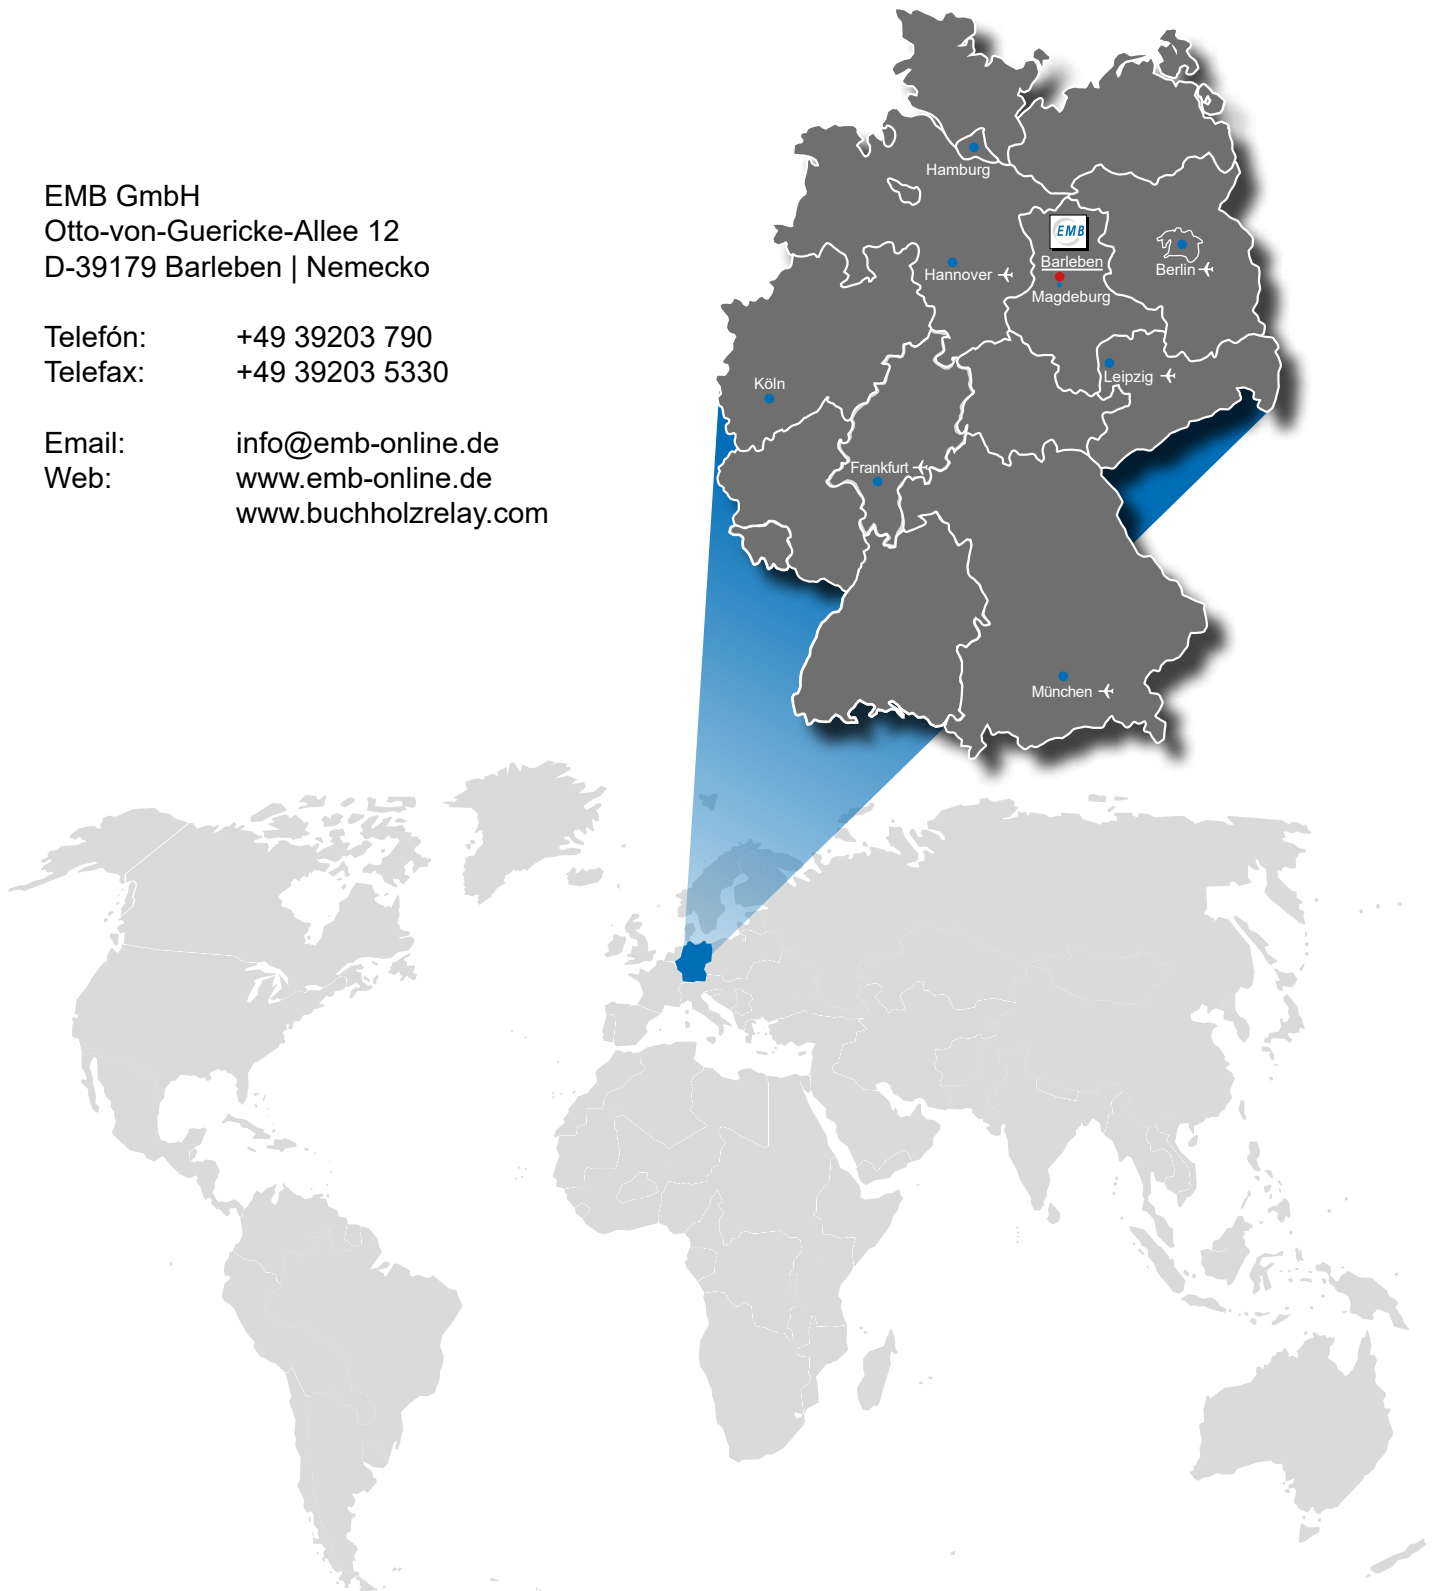 EMB GmbH
Otto-von-Guericke-Allee 12
D-39179 Barleben | Nemecko
Telefón: +49 39203 790
Telefax: +49 39203 5330
Email: info@emb-online.de
Web: www.emb-online.de
www.buchholzrelay.com
Hamburg
EMB
Barleben
Berlin
Hannover
Magdeburg
Leipzig
Köln
Frankfurt
München